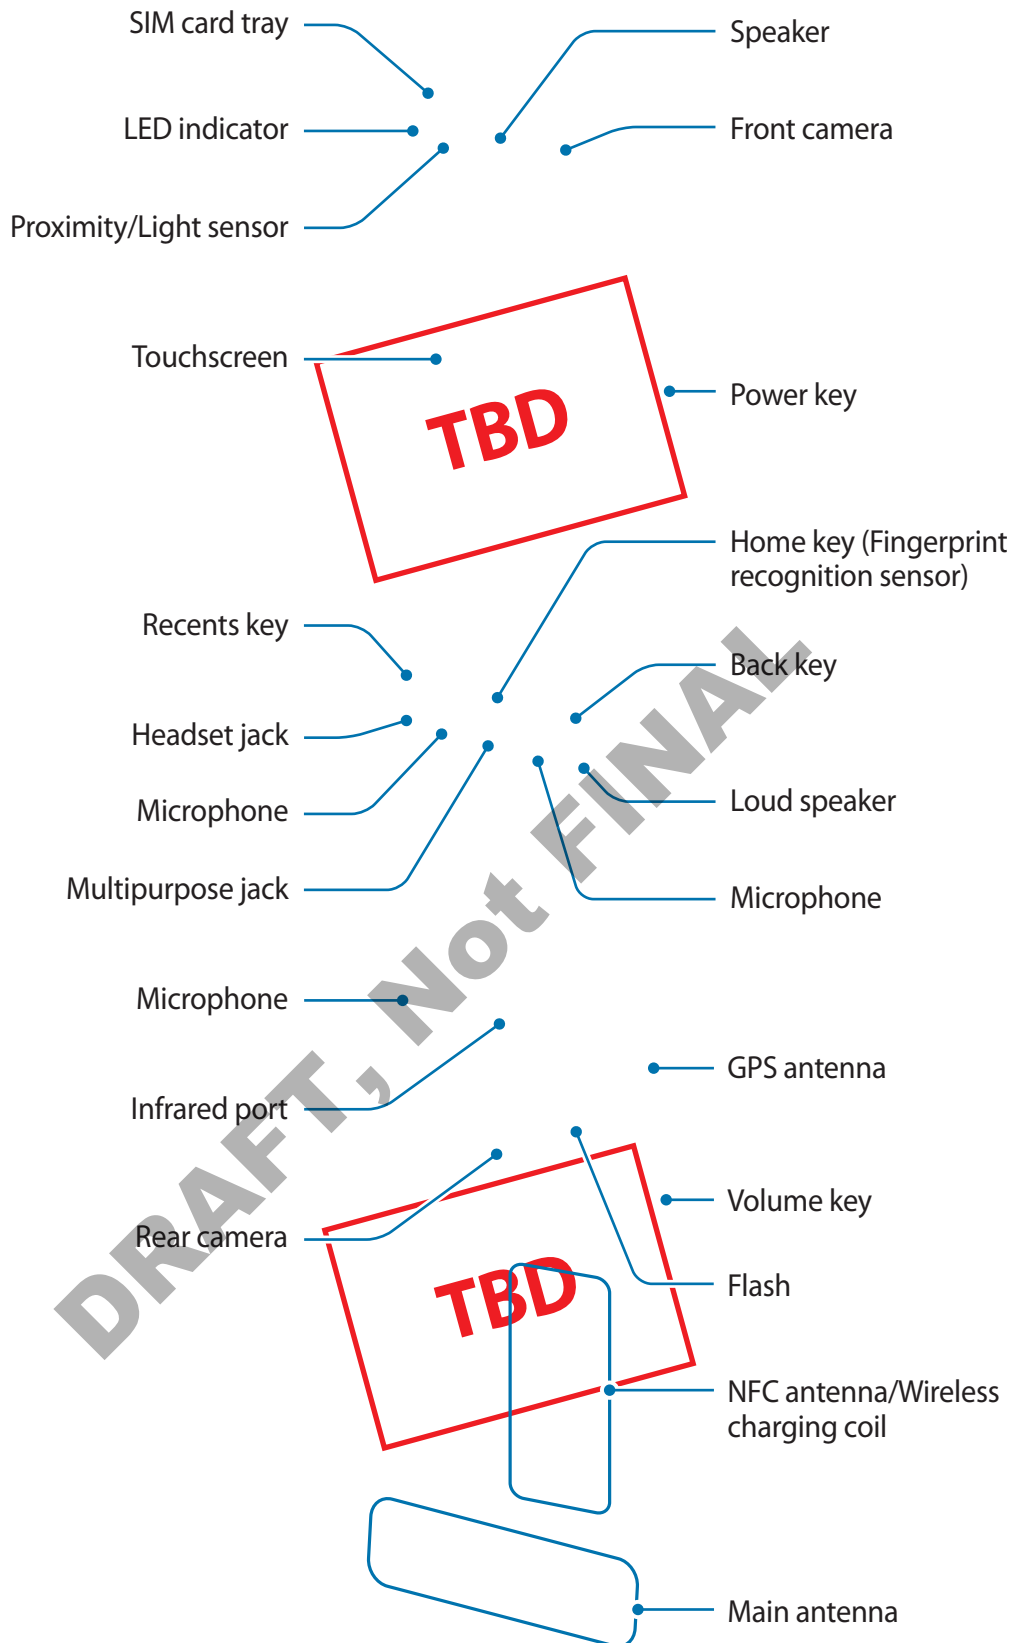 SIM card tray
Speaker
LED indicator
Front camera
Proximity/Light sensor
Touchscreen
TBD
Power key
Home key (Fingerprint
recognition sensor)
Recents key
Back key
Headset jack
Microphone
Loud speaker
Multipurpose jack
Microphone
Microphone
GPS antenna
Infrared port
Volume key
Rear camera
TBD
Flash
NFC antenna/Wireless
charging coil
Main antenna
DRAFT, Not FINAL